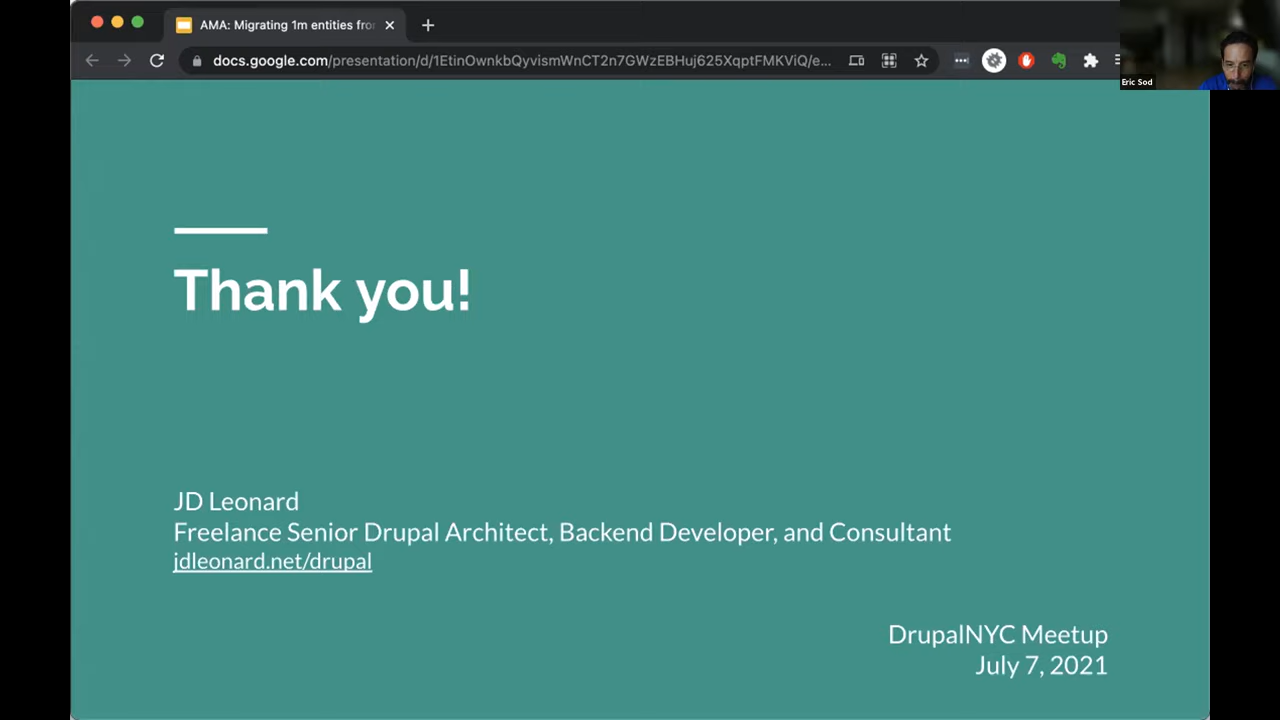 AMA: Migrating 1m entities from
docs.google.com/presentation/d/1EtinOwnkbQyvismWnCT2n7GWzEBHuj625XqptFMKViQ/e...
Eric Sod
Thank you!
JD Leonard
Freelance Senior Drupal Architect, Backend Developer, and Consultant
jdleonard.net/drupal
DrupalNYC Meetup
July 7, 2021